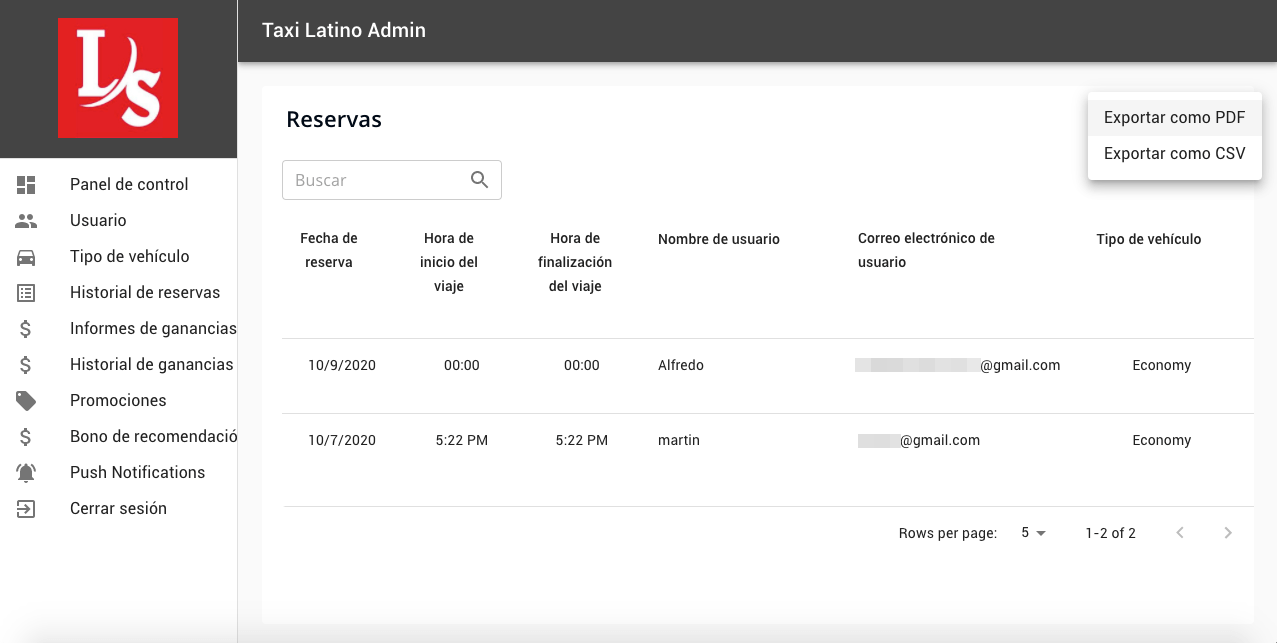 LS
Taxi Latino Admin
Panel de control
Usuario
Tipo de vehículo
Historial de reservas
Informes de ganancias
Historial de ganancias
Promociones
Bono de recomendació
Push Notifications
Cerrar sesión
Reservas
Exportar como PDF
Exportar como CSV
Buscar
Fecha de reserva
Hora de inicio del viaje
Hora de finalización del viaje
Nombre de usuario
Correo electrónico de usuario
Tipo de vehículo
10/9/2020 00:00 00:00 Alfredo @gmail.com Economy
10/7/2020 5:22 PM 5:22 PM martin @gmail.com Economy
Rows per page: 5 1-2 of 2